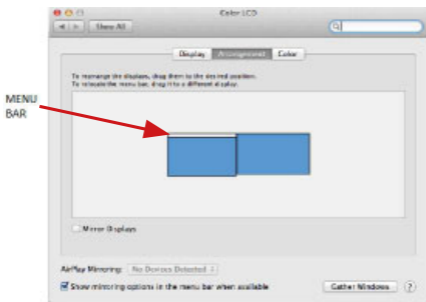 Color LCD
Show All
Display Arrangement Color
To rearrange the displays, drag them to the desired position.
To relocate the menu bar, drag it to a different display.
MENU
BAR
Mirror Displays
AirPlay Mirroring: No Devices Detected
Show mirroring options in the menu bar when available
Gather Windows ?